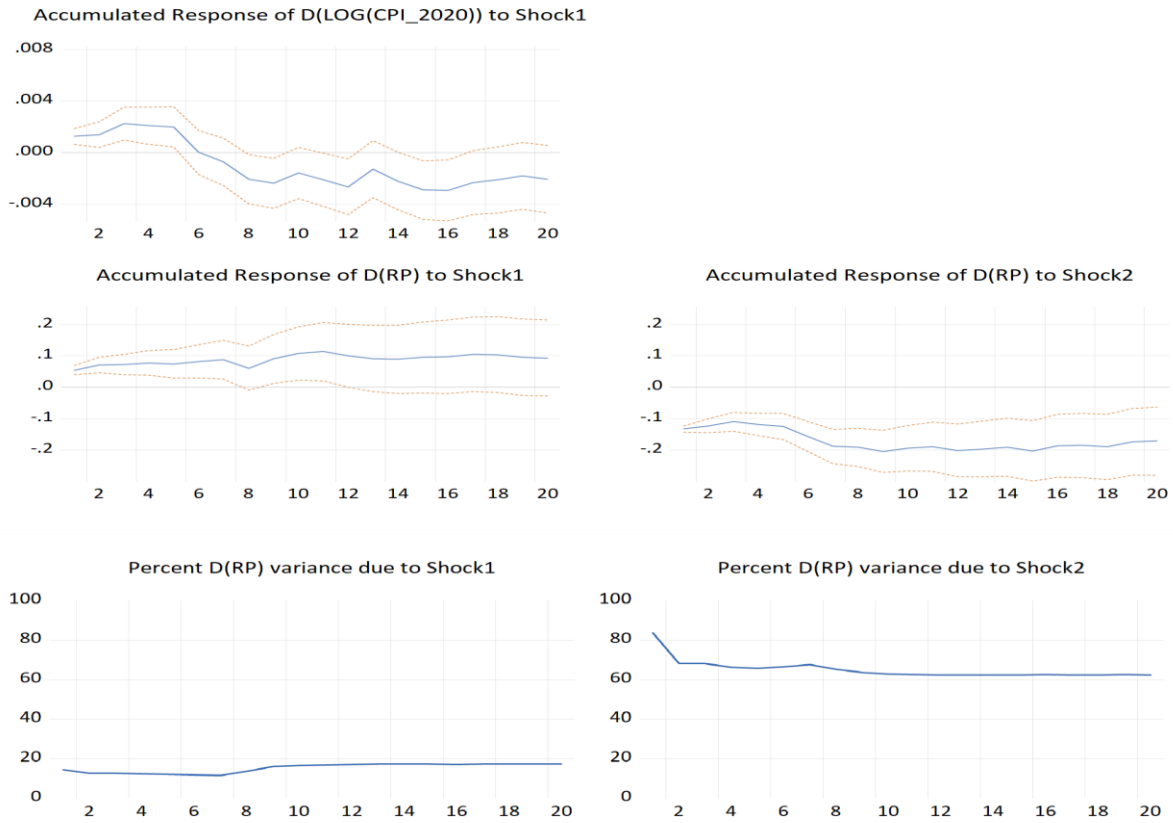 Accumulated Response of D(LOG(CPI_2020)) to Shock1
.008
.004
.000
-.004
2 4 6 8 10 12 14 16 18 20
Accumulated Response of D(RP) to Shock1
.2
.1
.0
-.1
-.2
2 4 6 8 10 12 14 16 18 20
Accumulated Response of D(RP) to Shock2
.2
.1
.0
-.1
-.2
2 4 6 8 10 12 14 16 18 20
Percent D(RP) variance due to Shock1
100
80
60
40
20
0
2 4 6 8 10 12 14 16 18 20
Percent D(RP) variance due to Shock2
100
80
60
40
20
0
2 4 6 8 10 12 14 16 18 20